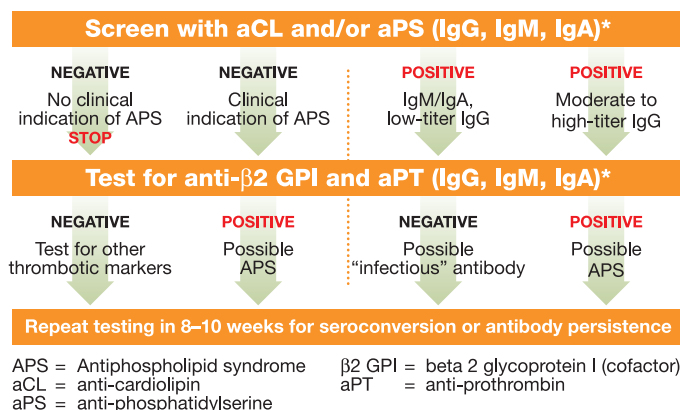 Screen with aCL and/or aPS (IgG, IgM, IgA)*
NEGATIVE
No clinical
indication of APS
STOP
NEGATIVE
Clinical
indication of APS
POSITIVE
IgM/IgA,
low-titer IgG
POSITIVE
Moderate to
high-titer IgG
Test for anti-β2 GPI and aPT (IgG, IgM, IgA)*
NEGATIVE
Test for other
thrombotic markers
POSITIVE
Possible
APS
NEGATIVE
Possible
“infectious” antibody
POSITIVE
Possible
APS
Repeat testing in 8–10 weeks for seroconversion or antibody persistence
APS = Antiphospholipid syndrome
aCL = anti-cardiolipin
aPS = anti-phosphatidylserine
β2 GPI = beta 2 glycoprotein I (cofactor)
aPT = anti-prothrombin